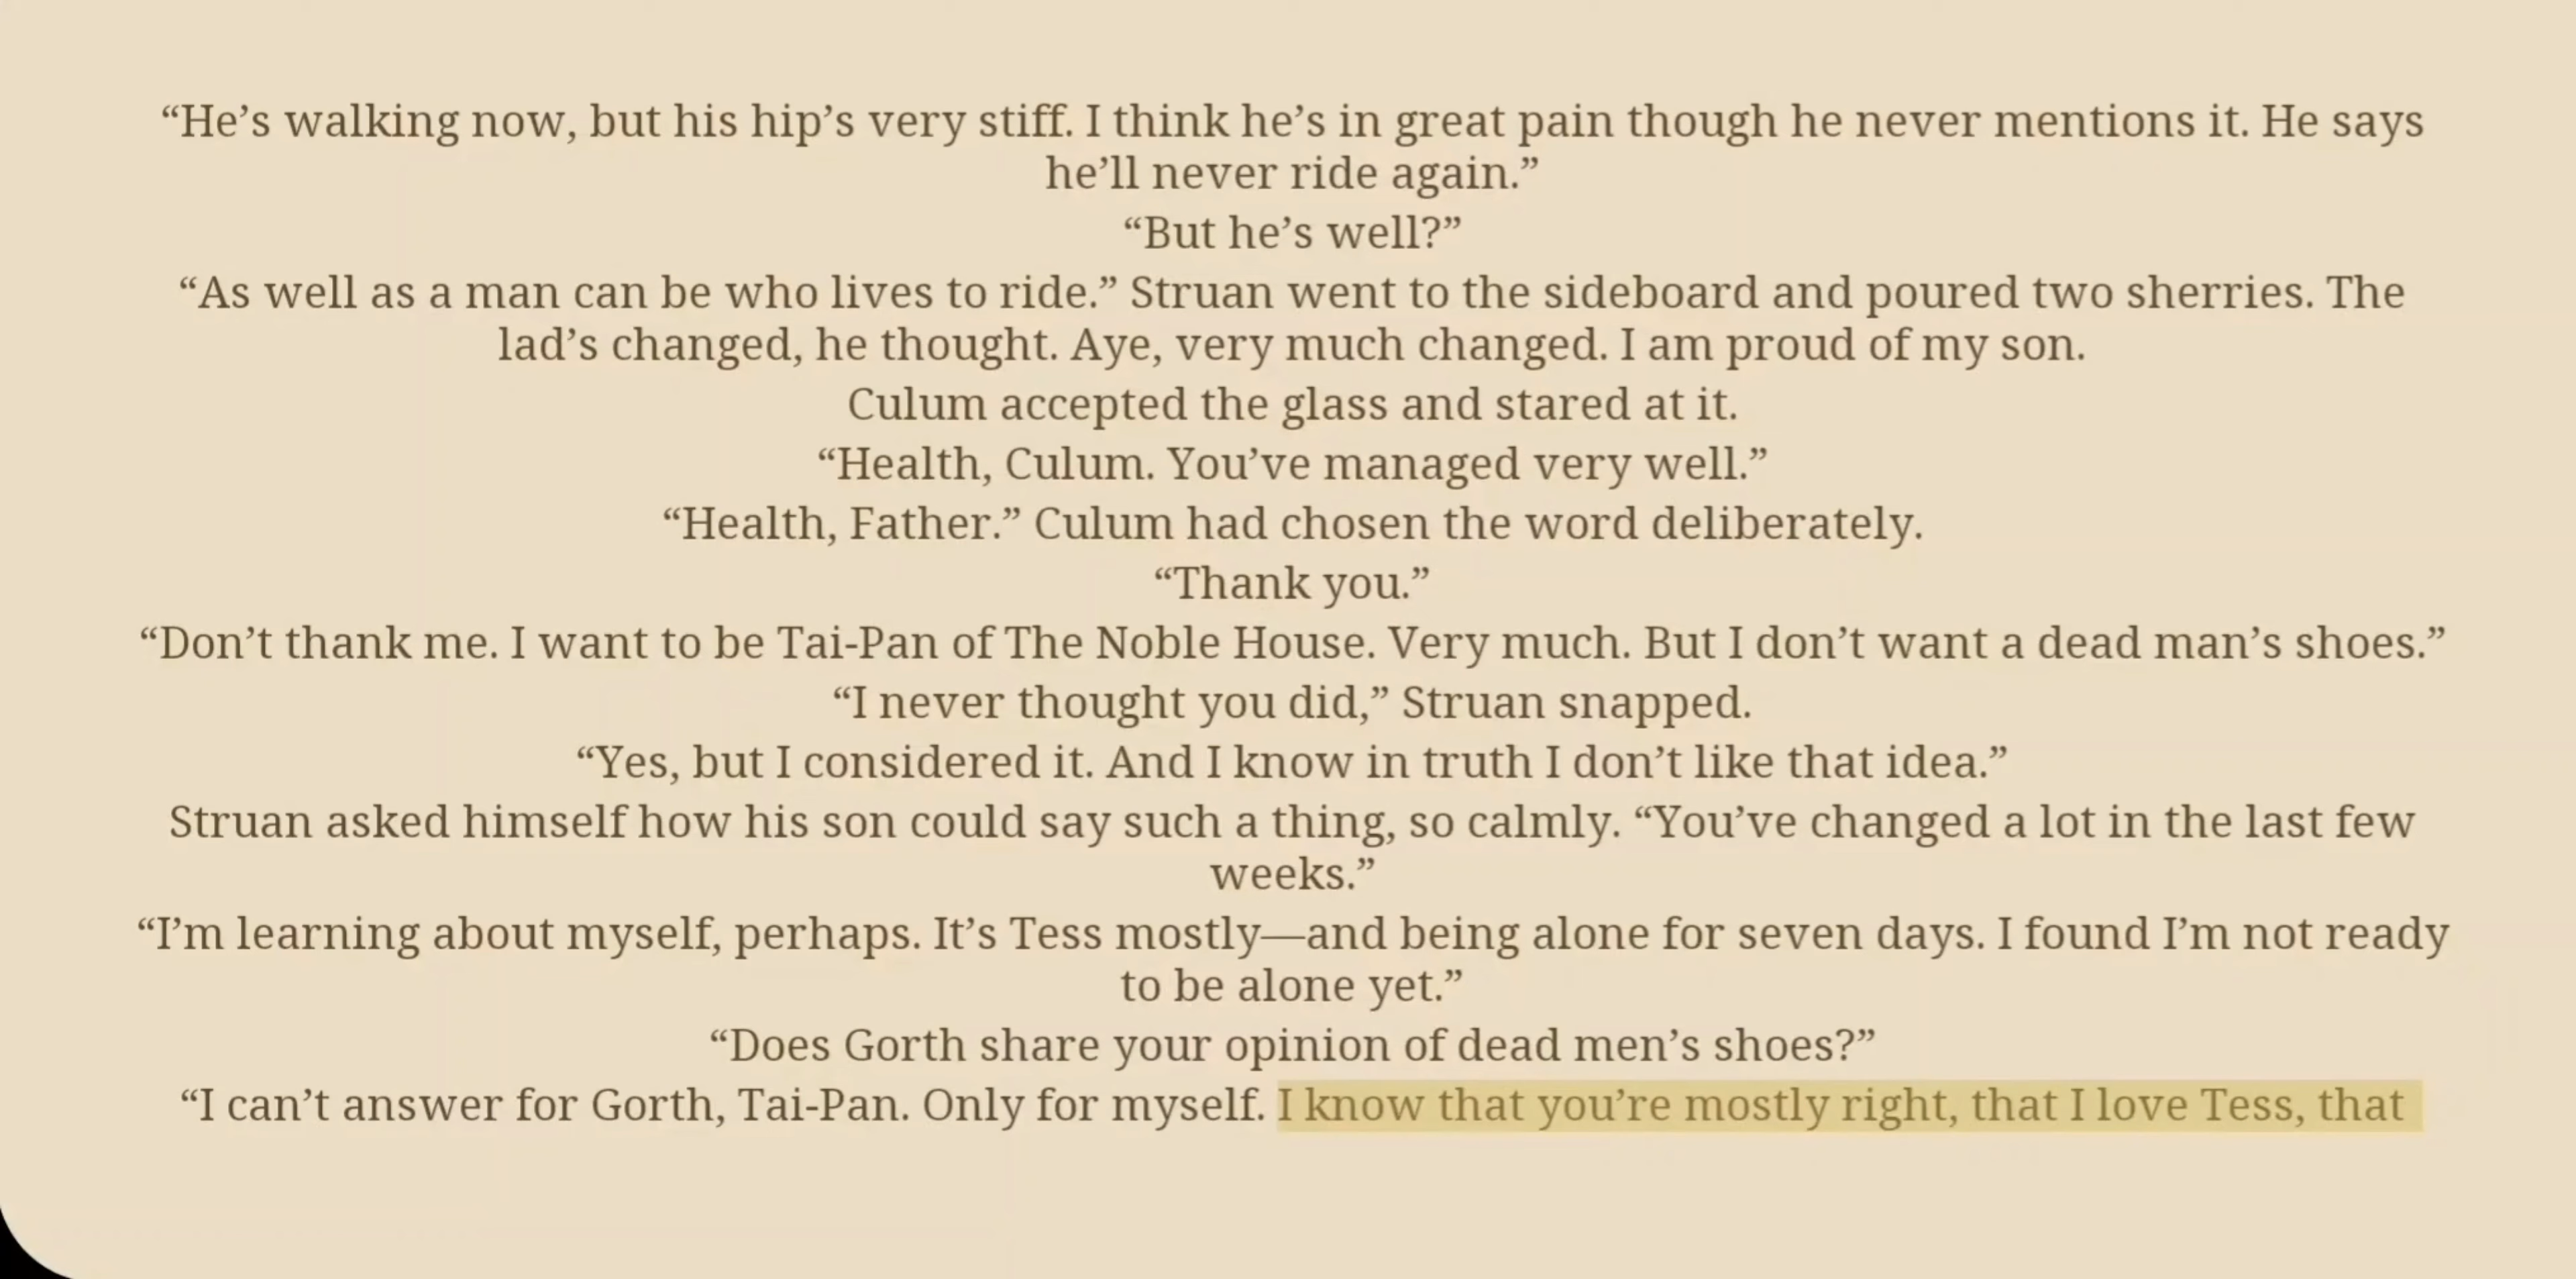 “He’s walking now, but his hip’s very stiff. I think he’s in great pain though he never mentions it. He says
he’ll never ride again.”
“But he’s well?”
“As well as a man can be who lives to ride.” Struan went to the sideboard and poured two sherries. The
lad’s changed, he thought. Aye, very much changed. I am proud of my son.
Culum accepted the glass and stared at it.
“Health, Culum. You’ve managed very well.”
“Health, Father.” Culum had chosen the word deliberately.
“Thank you.”
“Don’t thank me. I want to be Tai-Pan of The Noble House. Very much. But I don’t want a dead man’s shoes.”
“I never thought you did,” Struan snapped.
“Yes, but I considered it. And I know in truth I don’t like that idea.”
Struan asked himself how his son could say such a thing, so calmly. “You’ve changed a lot in the last few
weeks.”
“I’m learning about myself, perhaps. It’s Tess mostly—and being alone for seven days. I found I’m not ready
to be alone yet.”
“Does Gorth share your opinion of dead men’s shoes?”
“I can’t answer for Gorth, Tai-Pan. Only for myself. I know that you’re mostly right, that I love Tess, that